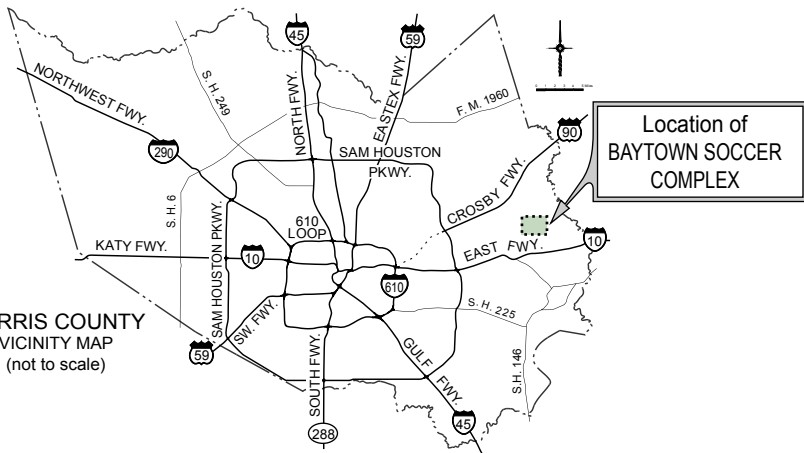 45
59
NORTHWEST FWY.
S. H. 249
NORTH FWY.
EASTEX FWY.
F. M. 1960
90
Location of
BAYTOWN SOCCER
COMPLEX
290
SAM HOUSTON
PKWY.
CROSBY FWY.
S. H. 6
SAM HOUSTON PKWY.
610
LOOP
KATY FWY.
10
EAST FWY.
10
610
S. H. 225
RRIS COUNTY
VICINITY MAP
(not to scale)
59
SW. FWY.
SOUTH FWY.
GULF FWY.
S.H. 146
288
45